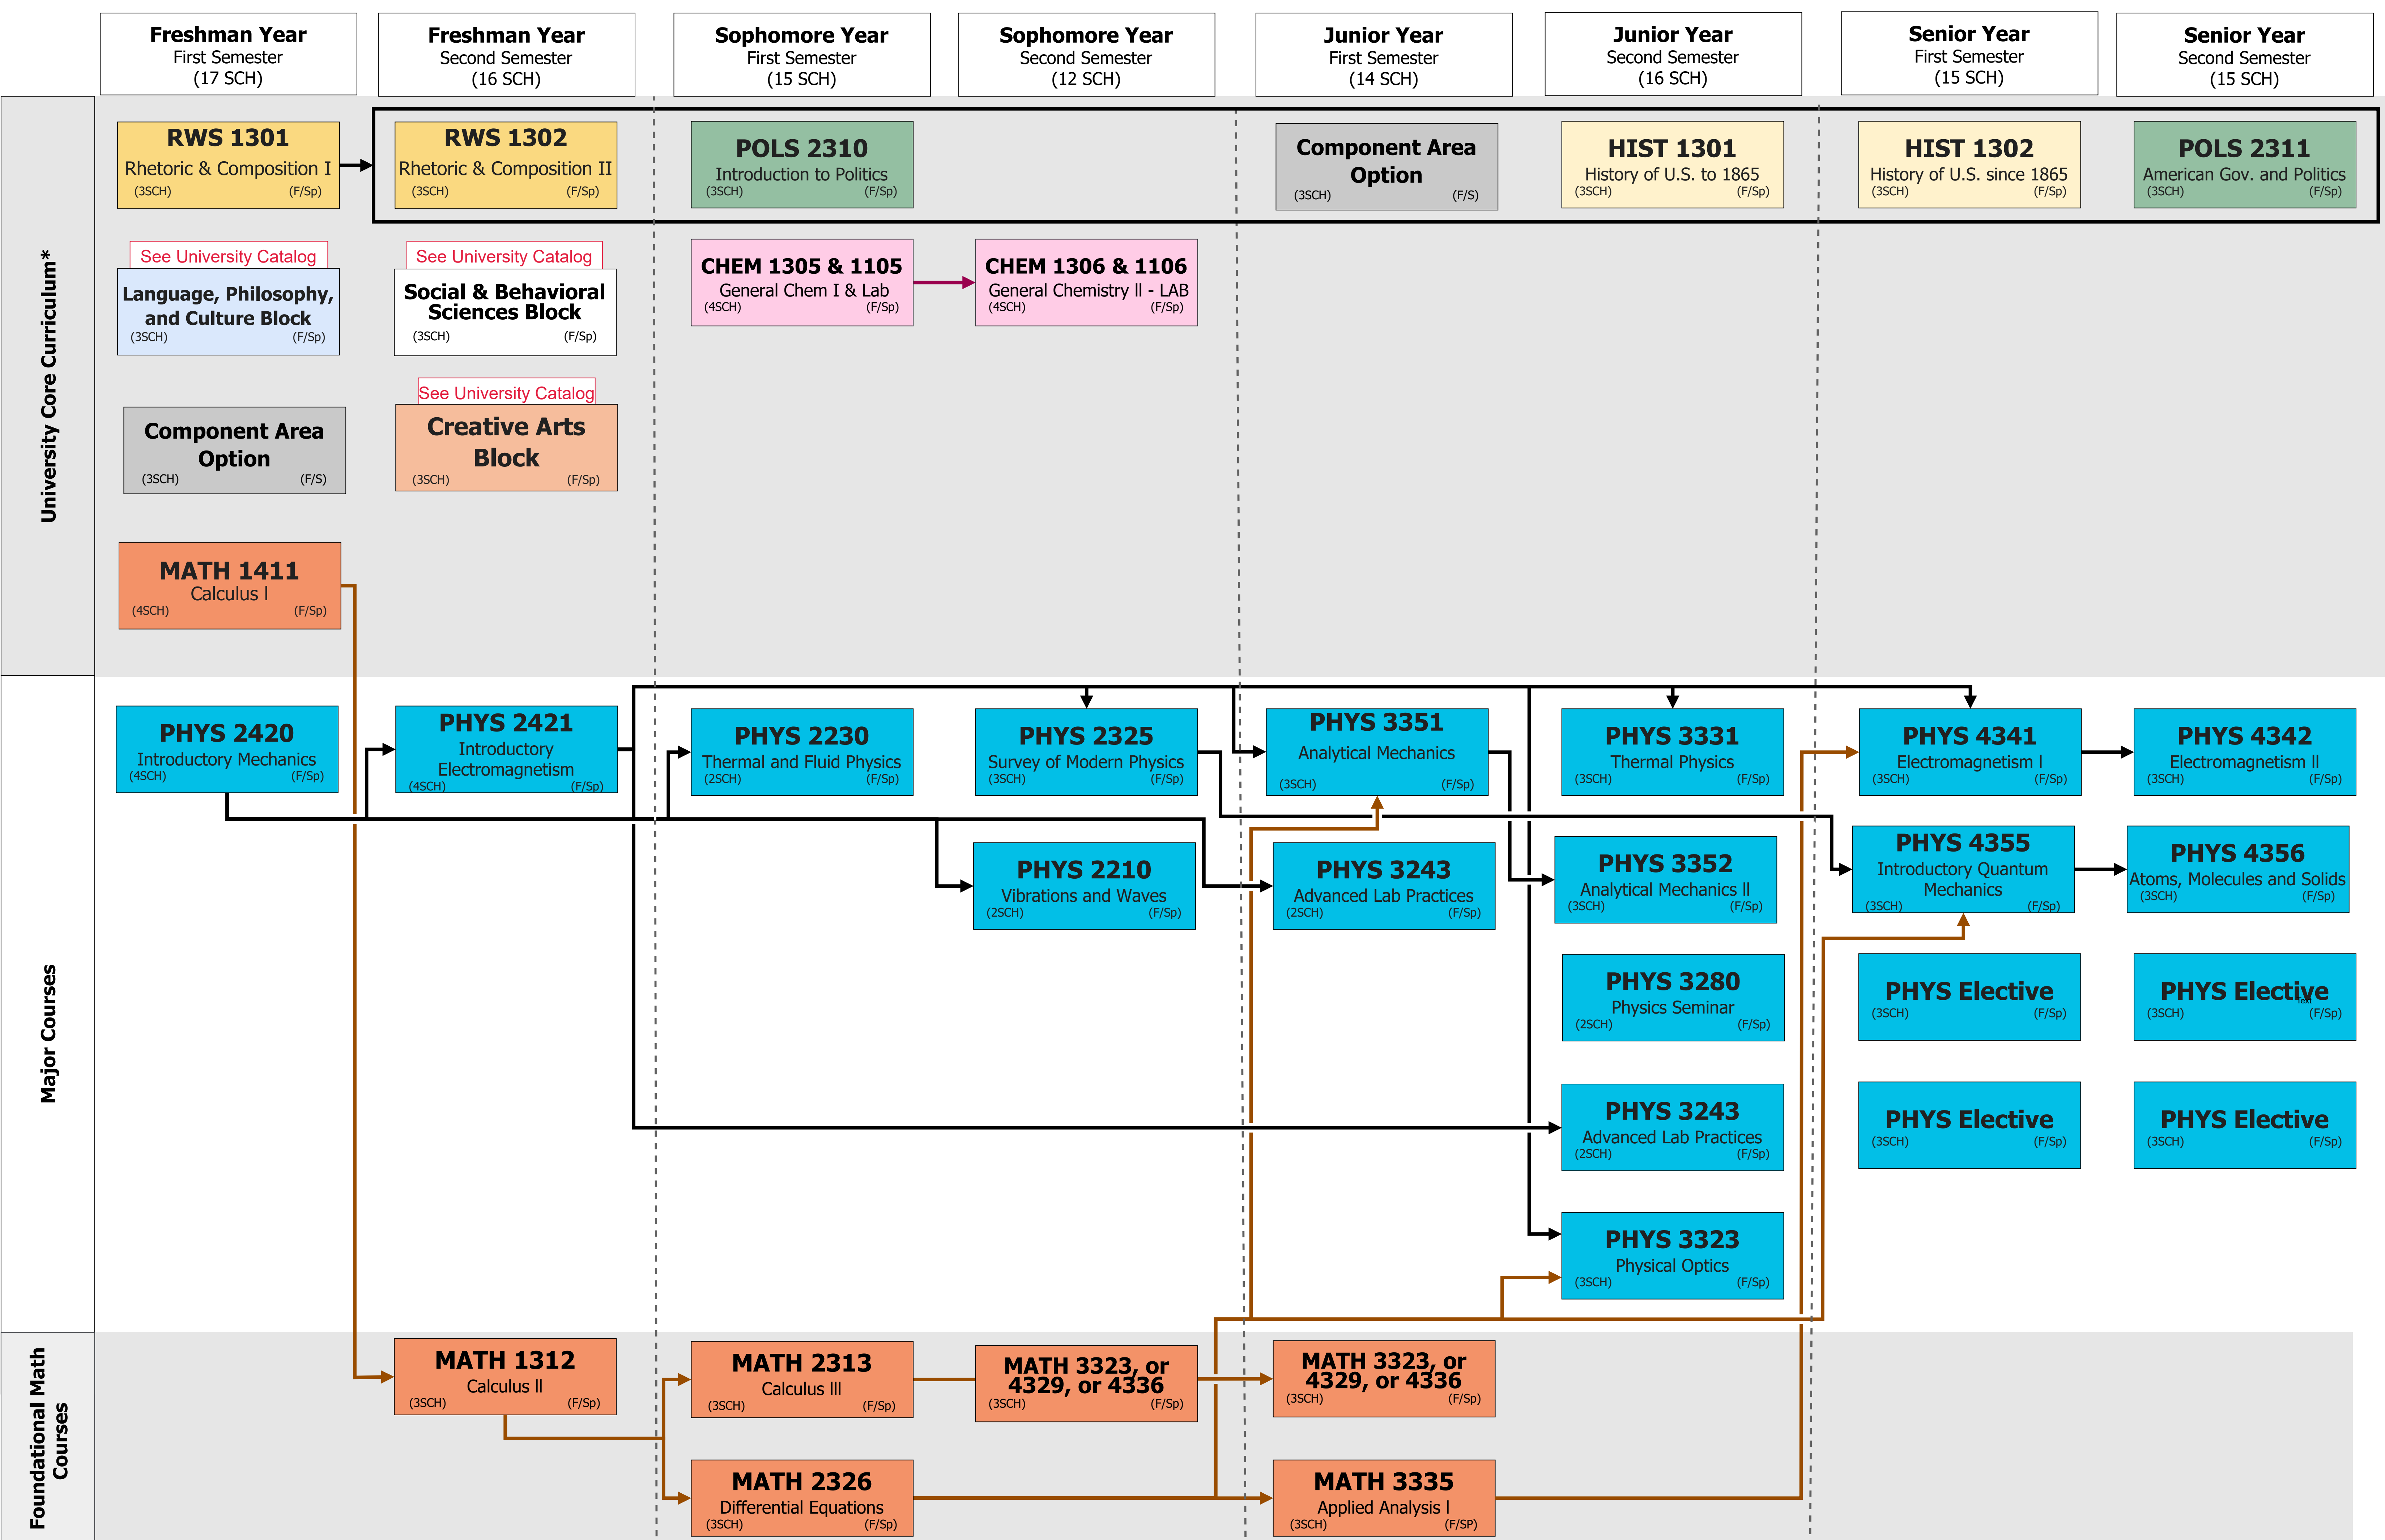 Freshman Year
First Semester
(17 SCH)
Freshman Year
Second Semester
(16 SCH)
Sophomore Year
First Semester
(15 SCH)
Sophomore Year
Second Semester
(12 SCH)
Junior Year
First Semester
(14 SCH)
Junior Year
Second Semester
(16 SCH)
Senior Year
First Semester
(15 SCH)
Senior Year
Second Semester
(15 SCH)
University Core Curriculum*
RWS 1301
Rhetoric & Composition I
(3SCH) (F/Sp)
RWS 1302
Rhetoric & Composition II
(3SCH) (F/Sp)
POLS 2310
Introduction to Politics
(3SCH) (F/Sp)
Component Area
Option
(3SCH) (F/S)
HIST 1301
History of U.S. to 1865
(3SCH) (F/Sp)
HIST 1302
History of U.S. since 1865
(3SCH) (F/Sp)
POLS 2311
American Gov. and Politics
(3SCH) (F/Sp)
See University Catalog
Language, Philosophy,
and Culture Block
(3SCH) (F/Sp)
See University Catalog
Social & Behavioral
Sciences Block
(3SCH) (F/Sp)
CHEM 1305 & 1105
General Chem I & Lab
(4SCH) (F/Sp)
CHEM 1306 & 1106
General Chemistry II - LAB
(4SCH) (F/Sp)
Component Area
Option
(3SCH) (F/S)
See University Catalog
Creative Arts
Block
(3SCH) (F/Sp)
MATH 1411
Calculus I
(4SCH) (F/Sp)
Major Courses
PHYS 2420
Introductory Mechanics
(4SCH) (F/Sp)
PHYS 2421
Introductory
Electromagnetism
(4SCH) (F/Sp)
PHYS 2230
Thermal and Fluid Physics
(2SCH) (F/Sp)
PHYS 2325
Survey of Modern Physics
(3SCH) (F/Sp)
PHYS 3351
Analytical Mechanics
(3SCH) (F/Sp)
PHYS 3331
Thermal Physics
(3SCH) (F/Sp)
PHYS 4341
Electromagnetism I
(3SCH) (F/Sp)
PHYS 4342
Electromagnetism II
(3SCH) (F/Sp)
PHYS 2210
Vibrations and Waves
(2SCH) (F/Sp)
PHYS 3243
Advanced Lab Practices
(2SCH) (F/Sp)
PHYS 3352
Analytical Mechanics II
(3SCH) (F/Sp)
PHYS 4355
Introductory Quantum
Mechanics
(3SCH) (F/Sp)
PHYS 4356
Atoms, Molecules and Solids
(3SCH) (F/Sp)
PHYS 3280
Physics Seminar
(2SCH) (F/Sp)
PHYS Elective
(3SCH) (F/Sp)
PHYS Elective
Text
(3SCH) (F/Sp)
PHYS 3243
Advanced Lab Practices
(2SCH) (F/Sp)
PHYS Elective
(3SCH) (F/Sp)
PHYS Elective
(3SCH) (F/Sp)
PHYS 3323
Physical Optics
(3SCH) (F/Sp)
Foundational Math
Courses
MATH 1312
Calculus II
(3SCH) (F/Sp)
MATH 2313
Calculus III
(3SCH) (F/Sp)
MATH 3323, or
4329, or 4336
(3SCH) (F/Sp)
MATH 3323, or
4329, or 4336
(3SCH) (F/Sp)
MATH 2326
Differential Equations
(3SCH) (F/Sp)
MATH 3335
Applied Analysis I
(3SCH) (F/SP)